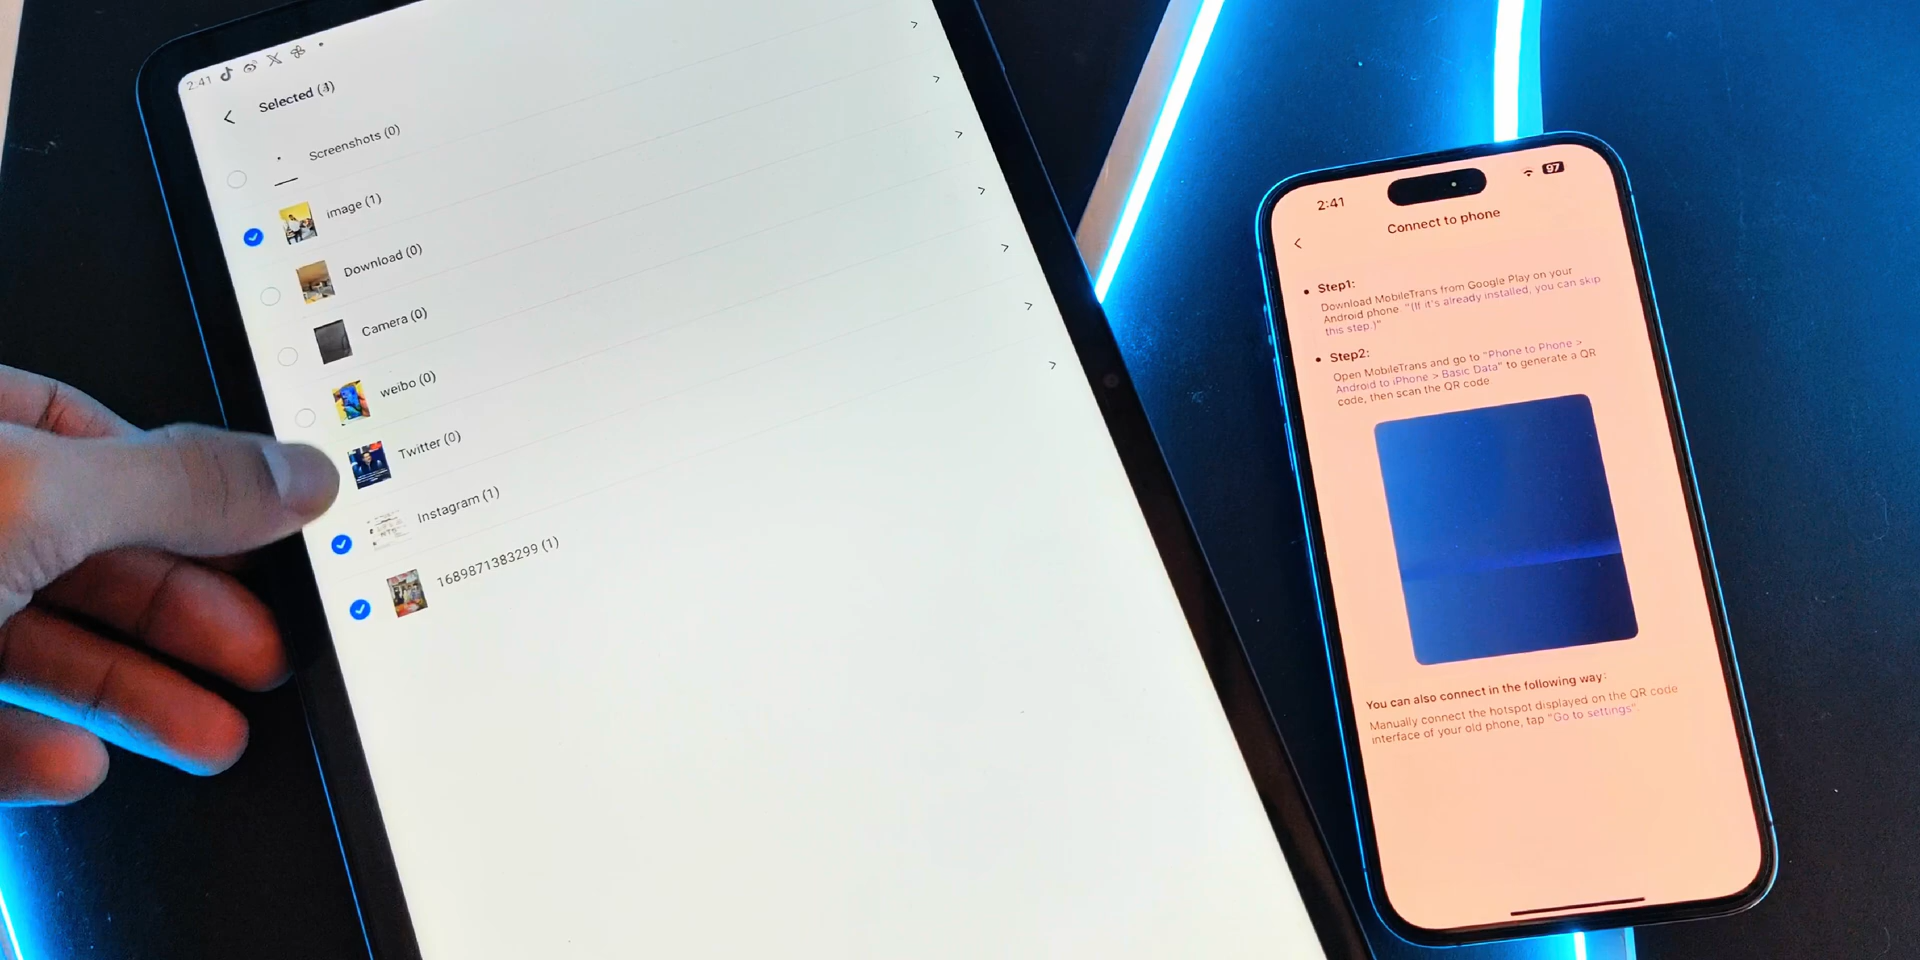 2:41
Selected
Screenshots (0)
image (1)
Download (0)
Camera (0)
weibo (0)
Twitter (0)
Instagram (1)
1689871383299 (1)
2:41
97
Connect to phone
Step1:
Download MobileTrans from Google Play on your
Android phone. "(If it's already installed, you can skip
this step.)"
Step2:
Open MobileTrans and go to "Phone to Phone >
Android to iPhone > Basic Data" to generate a QR
code, then scan the QR code
You can also connect in the following way:
Manually connect the hotspot displayed on the QR code
interface of your old phone, tap "Go to settings".